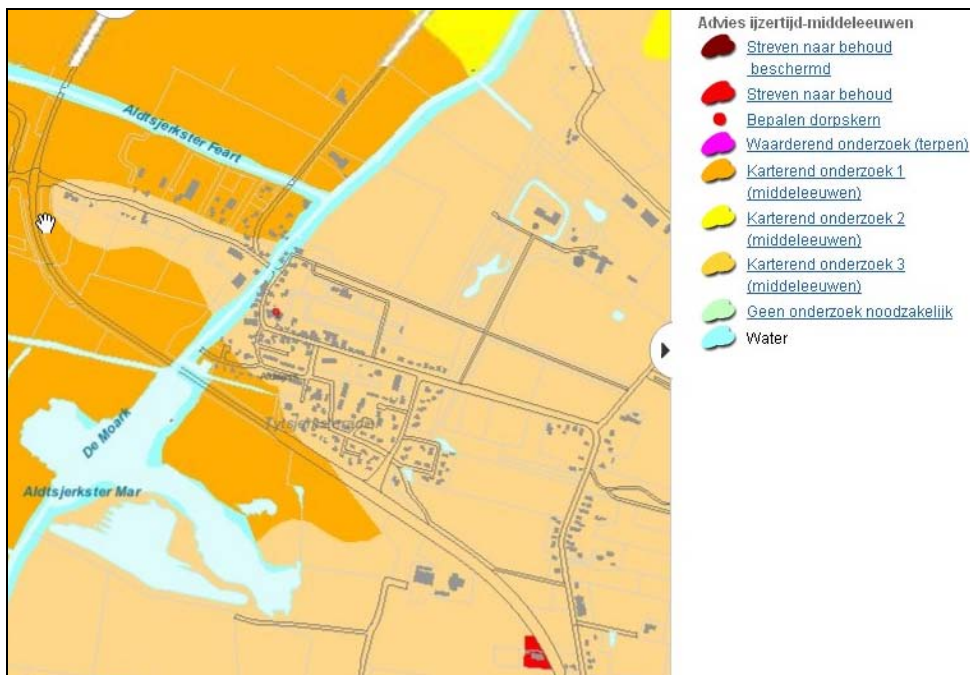 Aldtsjerkster Feart
De Moark
Aldtsjerkster Mar
Advies ijzertijd-middeleeuwen
Streven naar behoud
beschermd
Streven naar behoud
Bepalen dorpskern
Waarderend onderzoek (terpen)
Karterend onderzoek 1
(middeleeuwen)
Karterend onderzoek 2
(middeleeuwen)
Karterend onderzoek 3
(middeleeuwen)
Geen onderzoek noodzakelijk
Water